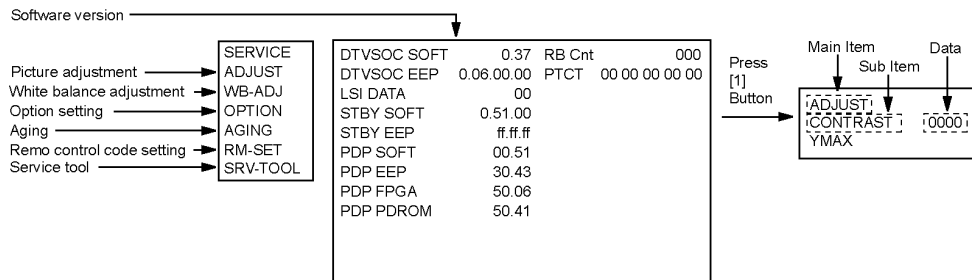 Software version
Picture adjustment
White balance adjustment
Option setting
Aging
Remo control code setting
Service tool
SERVICE
ADJUST
WB-ADJ
OPTION
AGING
RM-SET
SRV-TOOL
DTVSOC SOFT 0.37 RB Cnt 000
DTVSOC EEP 0.06.00.00 PTCT 00 00 00 00 00
LSI DATA 00
STBY SOFT 0.51.00
STBY EEP ff.ff.ff
PDP SOFT 00.51
PDP EEP 30.43
PDP FPGA 50.06
PDP PDROM 50.41
Press
[1]
Button
Main Item
Sub Item
Data
ADJUST
CONTRAST 0000
YMAX